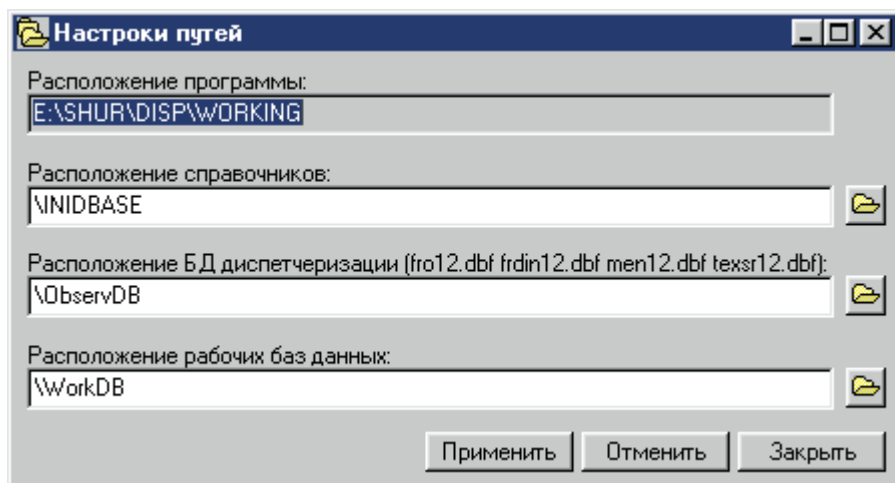 Настроки путей
Расположение программы:
E:\SHUR\DISP\WORKING
Расположение справочников:
\INIDBASE
Расположение БД диспетчеризации (fro12.dbf frdin12.dbf men12.dbf texsr12.dbf):
\ObservDB
Расположение рабочих баз данных:
\WorkDB
Применить Отменить Закрыть